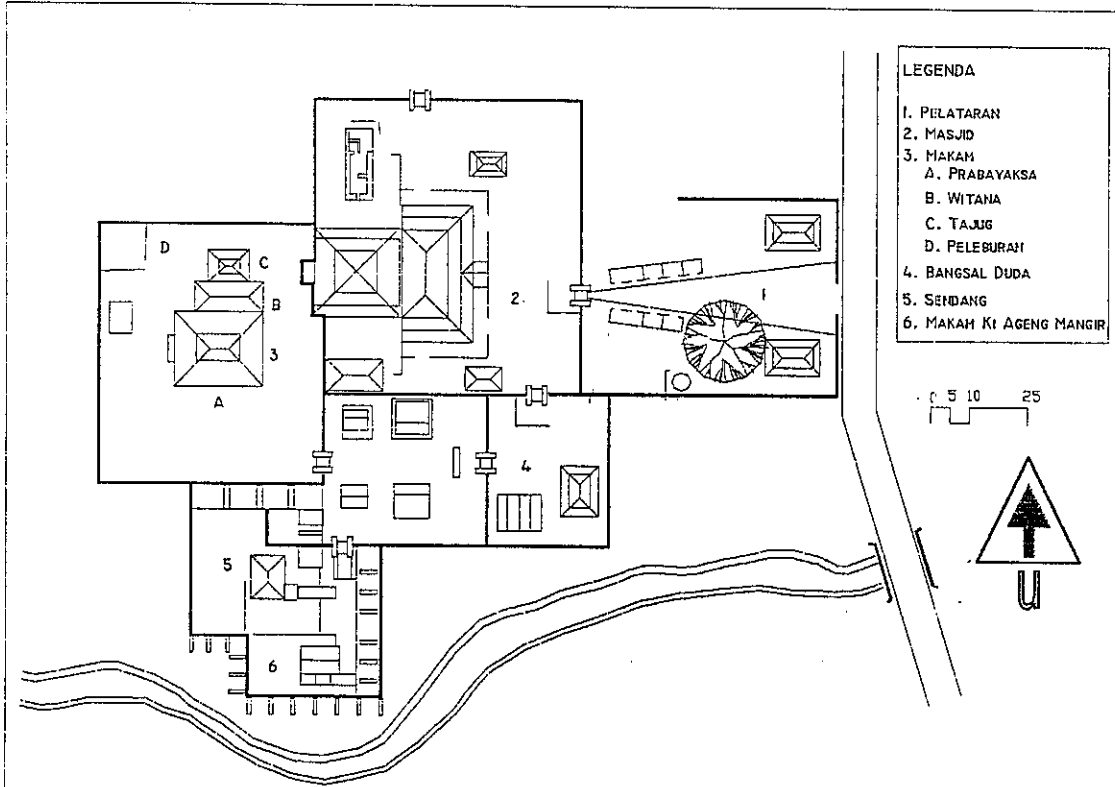 LEGENDA
1. PELATARAN
2. MASJID
3. MAKAM
A. PRABAYAKSA
B. WITANA
C. TAJUG
D. PELEBURAN
4. BANGSAL DUDA
5. SENDANG
6. MAKAM KI AGENG MANGIR
0 5 10 25
U
D
C
B
3
A
2.
1
4
5
6